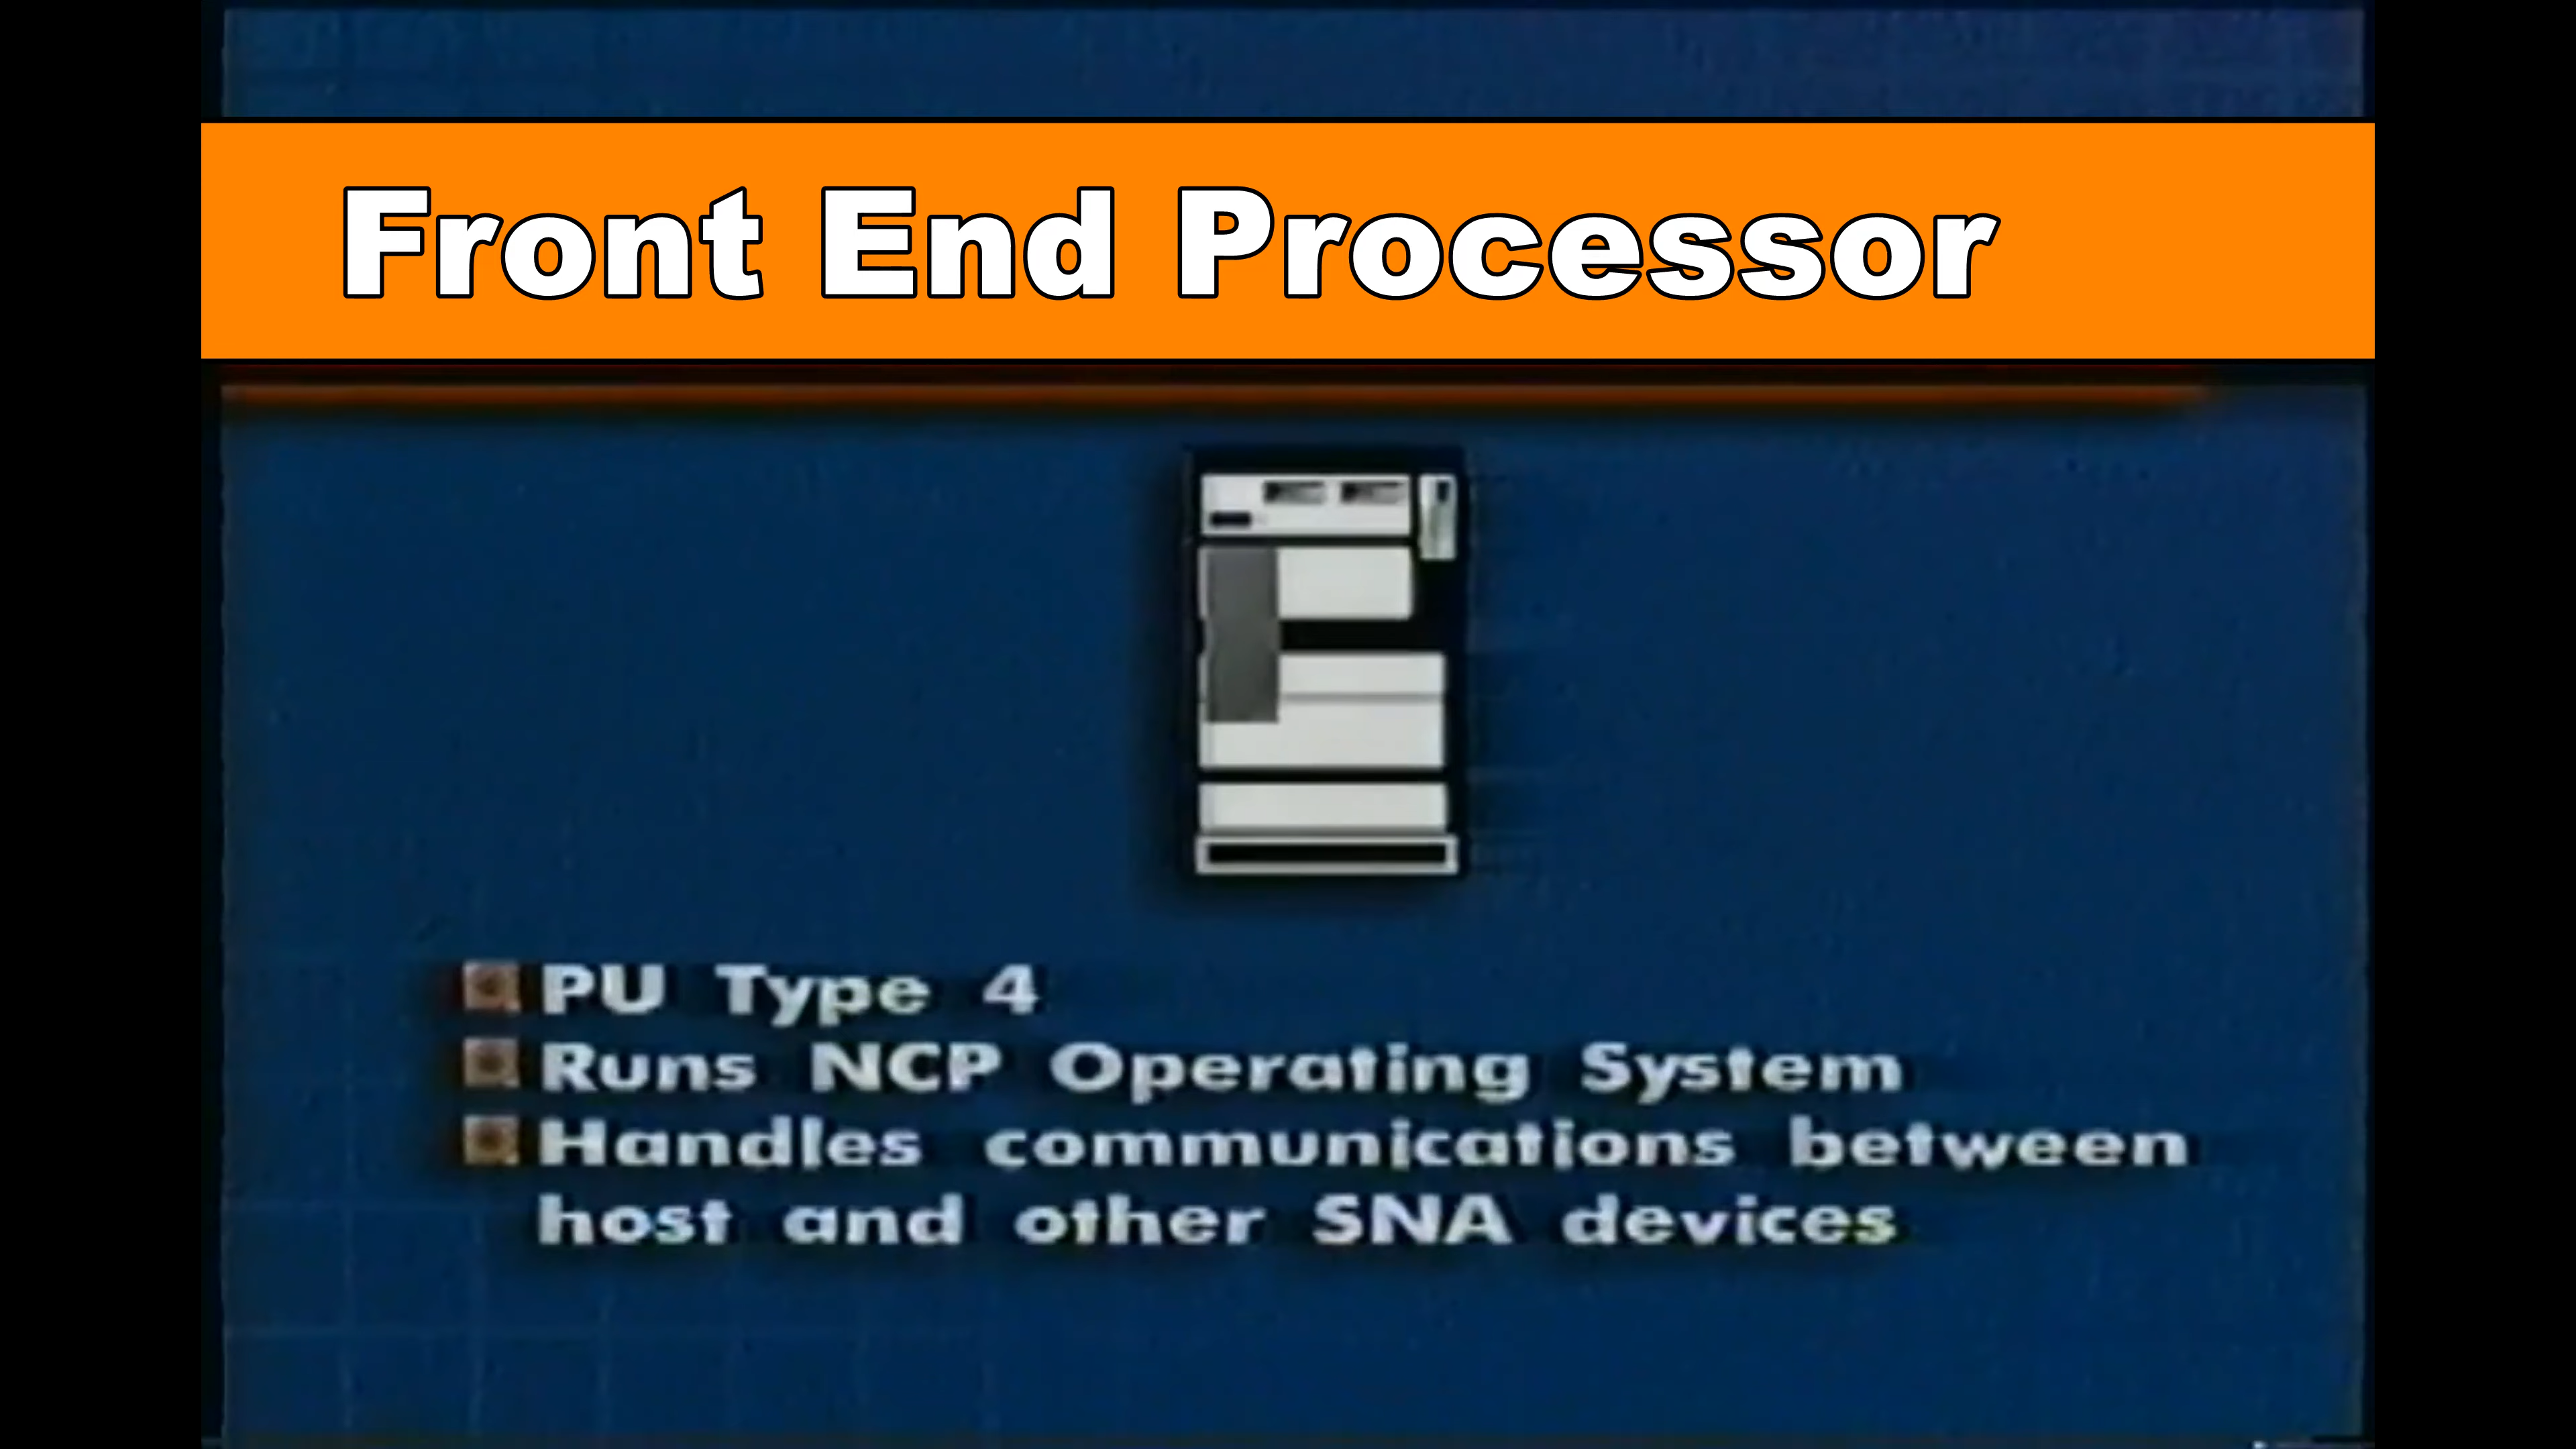 Front End Processor
PU Type 4
Runs NCP Operating System
Handles communications between
host and other SNA devices